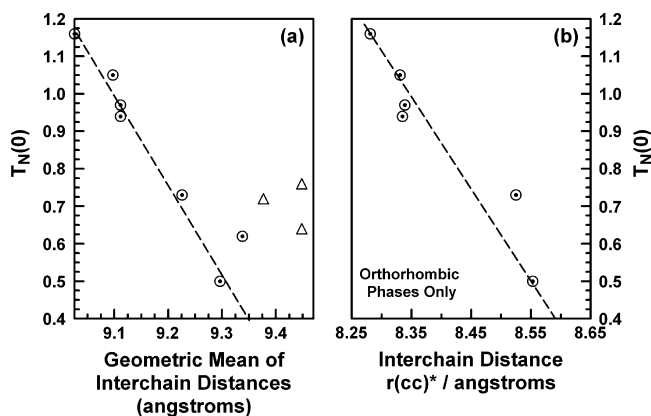 1.2
1.1
1.0
0.9
0.8
0.7
0.6
0.5
0.4
T_N(0)
(a)
9.1 9.2 9.3 9.4
Geometric Mean of
Interchain Distances
(angstroms)
(b)
Orthorhombic
Phases Only
8.25 8.35 8.45 8.55 8.65
Interchain Distance
r(cc)* / angstroms
1.2
1.1
1.0
0.9
0.8
0.7
0.6
0.5
0.4
T_N(0)